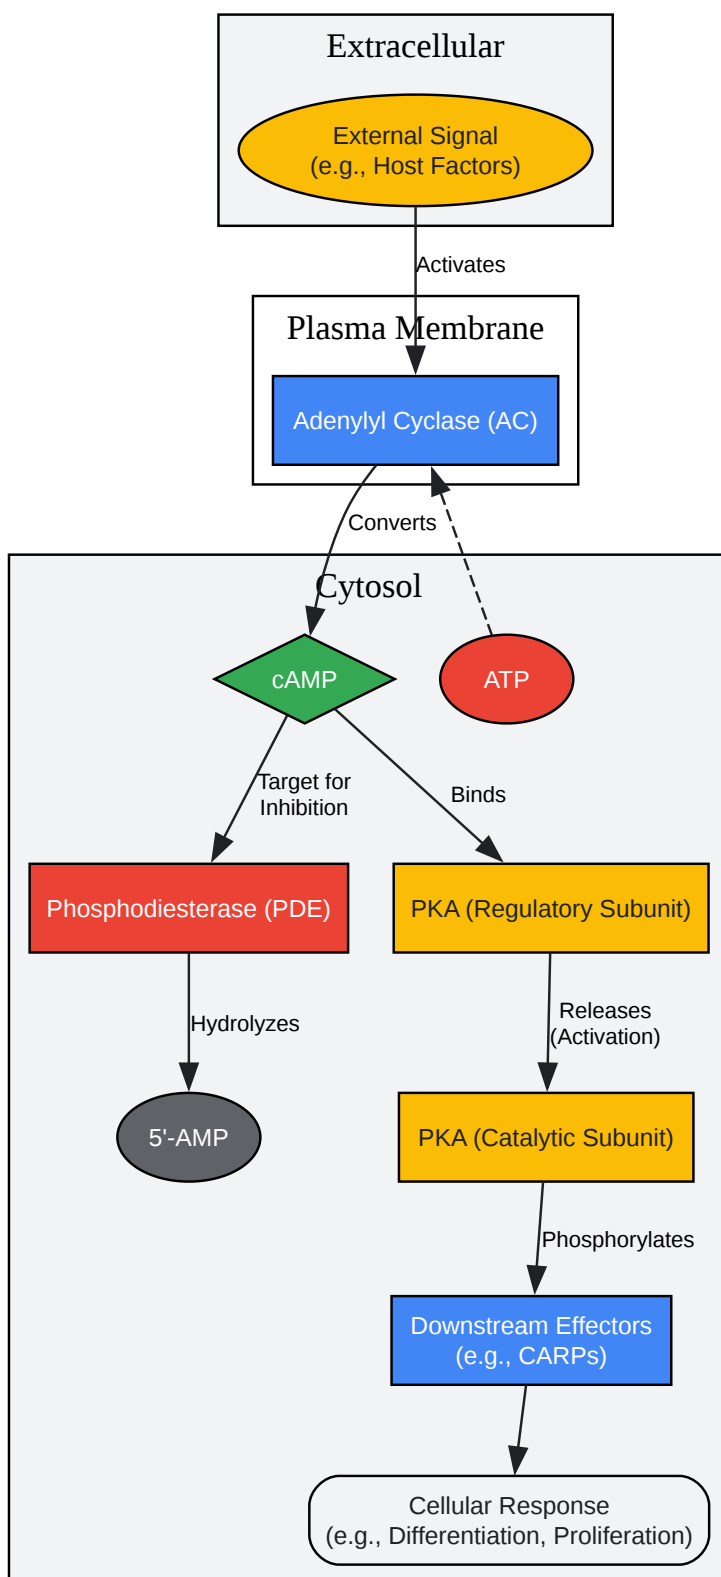 Extracellular
External Signal
(e.g., Host Factors)
Activates
Plasma Membrane
Adenylyl Cyclase (AC)
Converts
Cytosol
cAMP
ATP
Target for
Inhibition
Binds
Phosphodiesterase (PDE)
PKA (Regulatory Subunit)
Hydrolyzes
Releases
(Activation)
5'-AMP
PKA (Catalytic Subunit)
Phosphorylates
Downstream Effectors
(e.g., CARPs)
Cellular Response
(e.g., Differentiation, Proliferation)